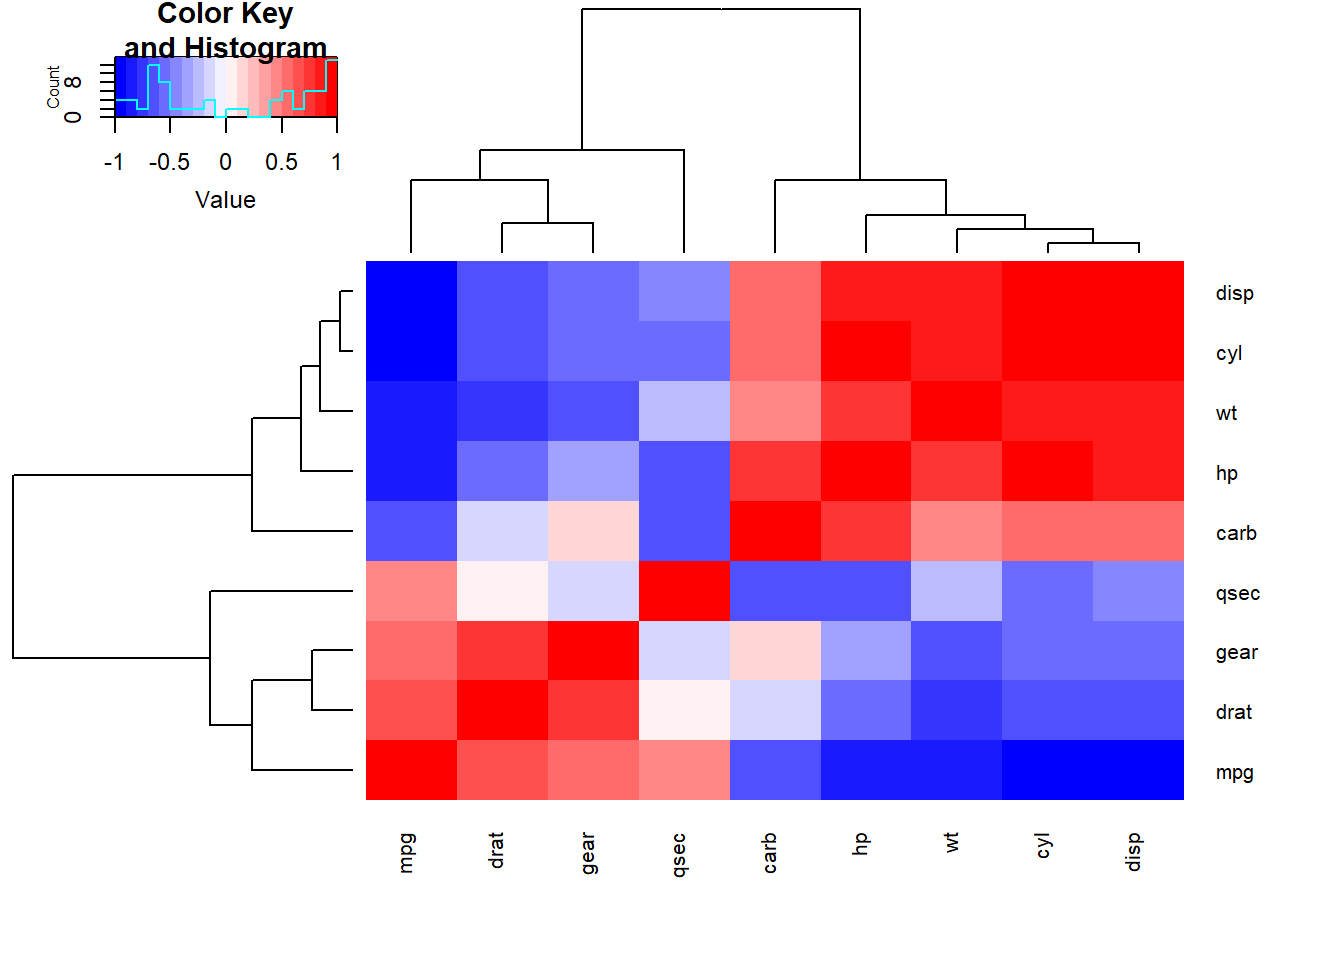 Color Key
and Histogram
Count
0 8
-1 -0.5 0 0.5 1
Value
disp
cyl
wt
hp
carb
qsec
gear
drat
mpg
mpg drat gear qsec carb hp wt cyl disp